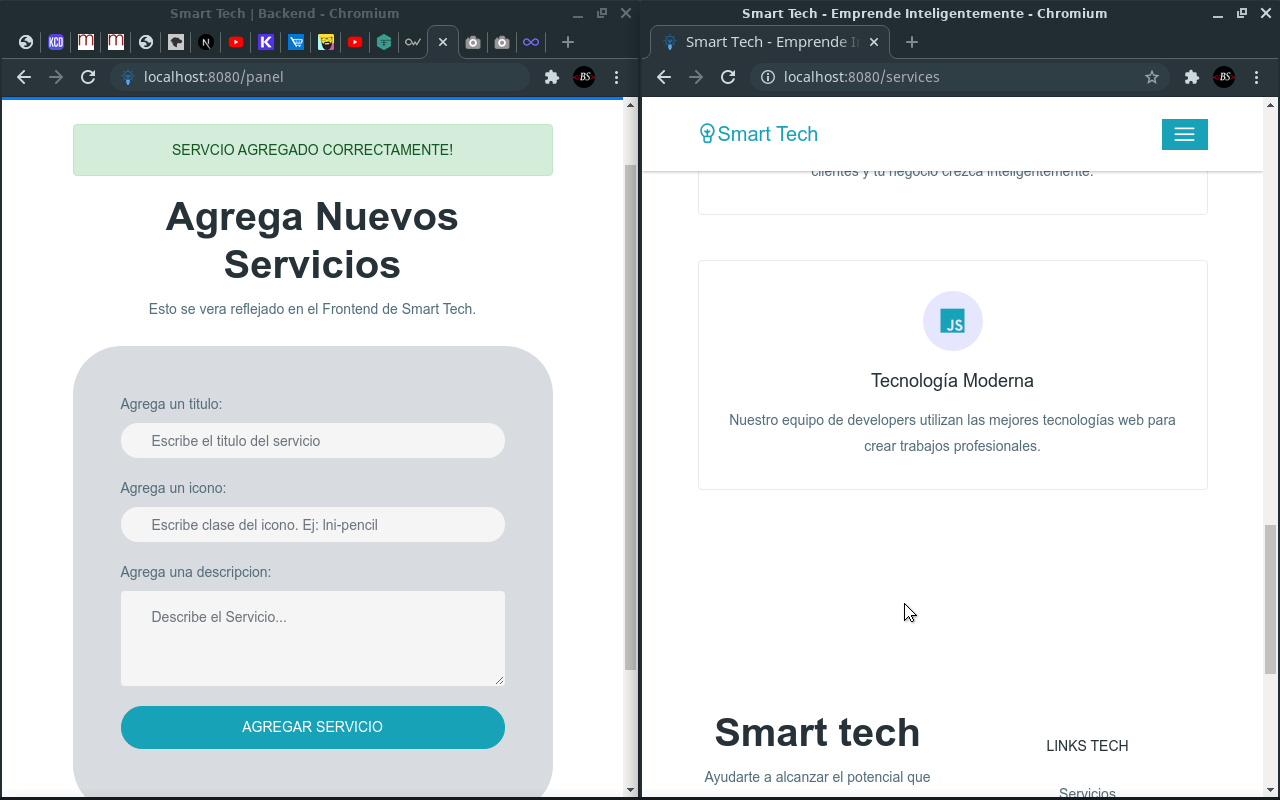 Smart Tech | Backend - Chromium
localhost:8080/panel
SERVCIO AGREGADO CORRECTAMENTE!
Agrega Nuevos
Servicios
Esto se vera reflejado en el Frontend de Smart Tech.
Agrega un titulo:
Escribe el titulo del servicio
Agrega un icono:
Escribe clase del icono. Ej: lni-pencil
Agrega una descripcion:
Describe el Servicio...
AGREGAR SERVICIO
Smart Tech - Emprende Inteligentemente - Chromium
Smart Tech - Emprende I
localhost:8080/services
Smart Tech
clientes y tu negocio crezca inteligentemente.
JS
Tecnología Moderna
Nuestro equipo de developers utilizan las mejores tecnologías web para
crear trabajos profesionales.
Smart tech
Ayudarte a alcanzar el potencial que
LINKS TECH
Servicios